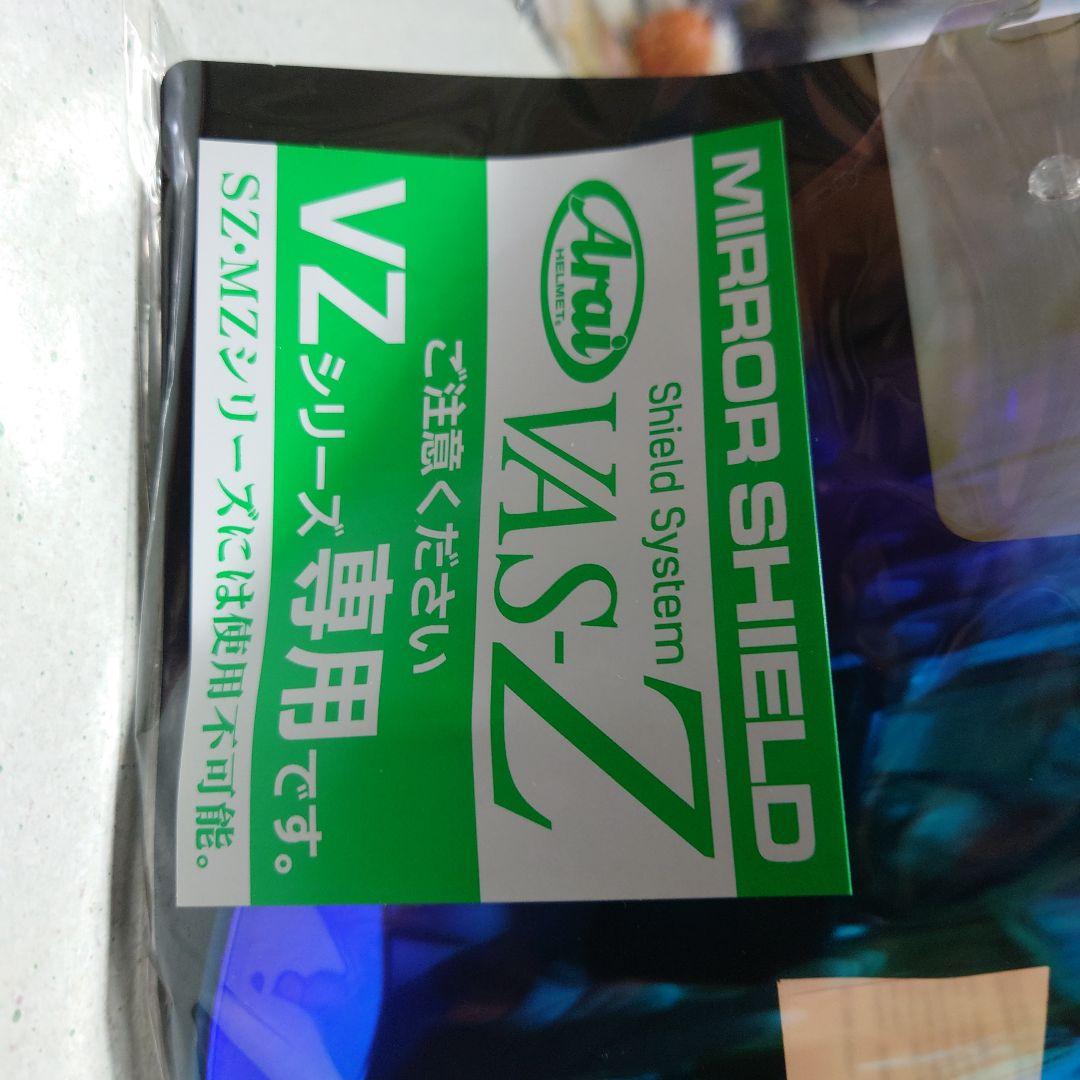 MIRROR SHIELD
Arai
HELMET
Shield System
VAS-Z
ご注意ください
VZシリーズ専用です。
SZ・MZシリーズには使用不可能。